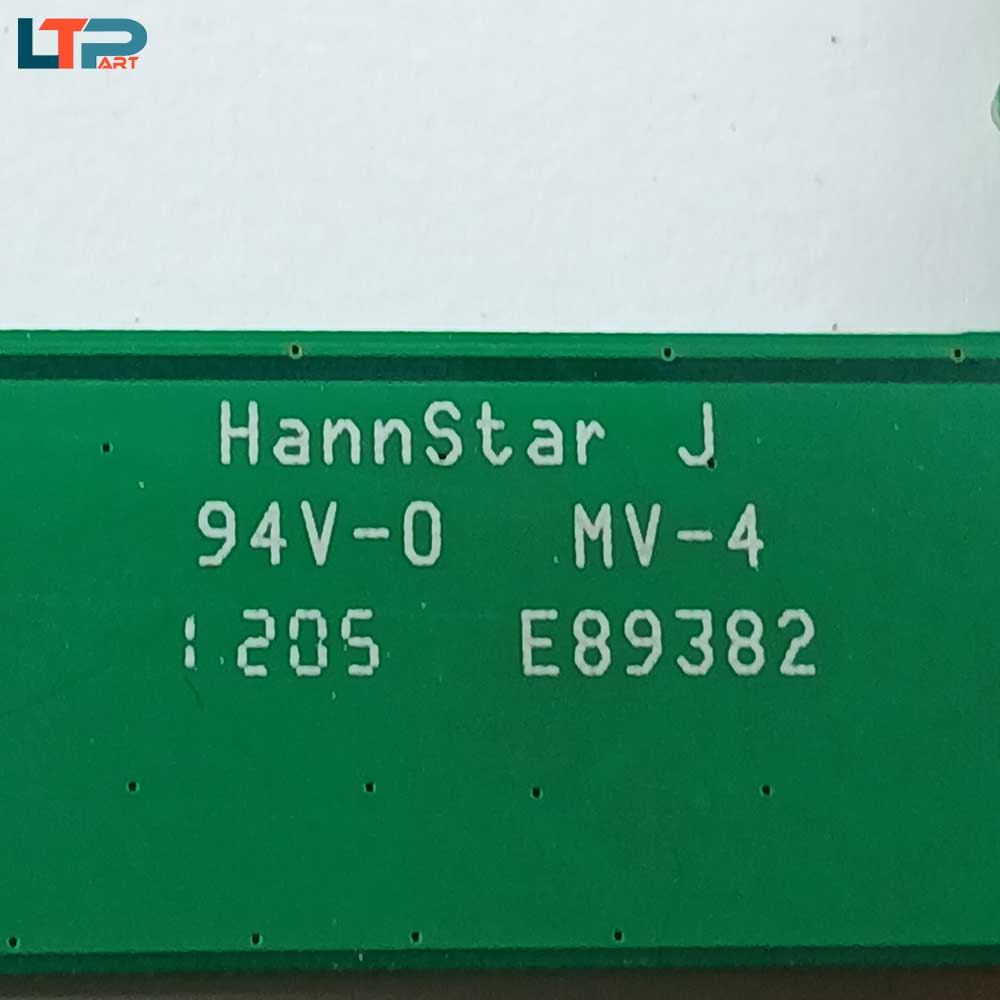 LTP ART
HannStar J
94V-0 MV-4
1205 E89382